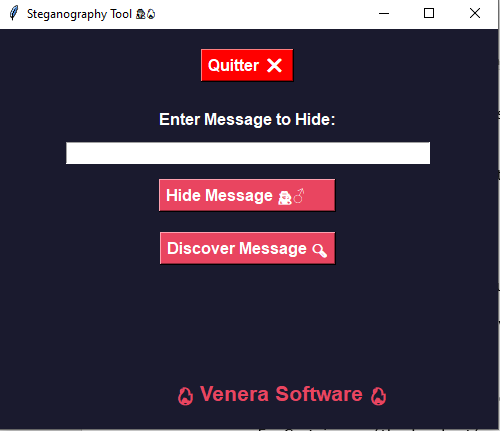 Steganography Tool
Quitter
Enter Message to Hide:
Hide Message
Discover Message
Venera Software